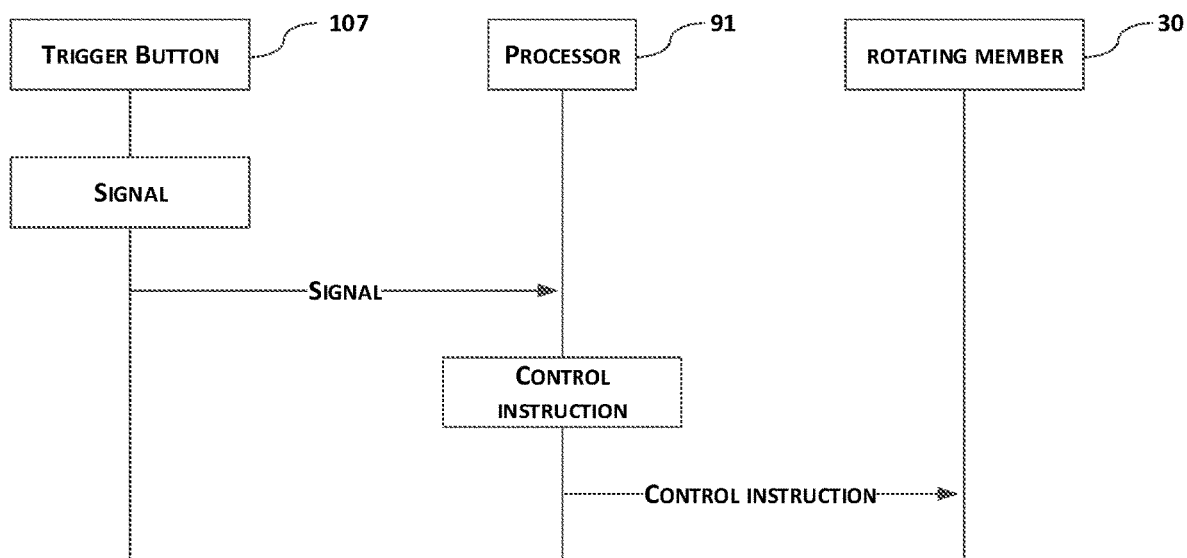 107
91
30
TRIGGER BUTTON
PROCESSOR
ROTATING MEMBER
SIGNAL
SIGNAL
CONTROL
INSTRUCTION
CONTROL INSTRUCTION